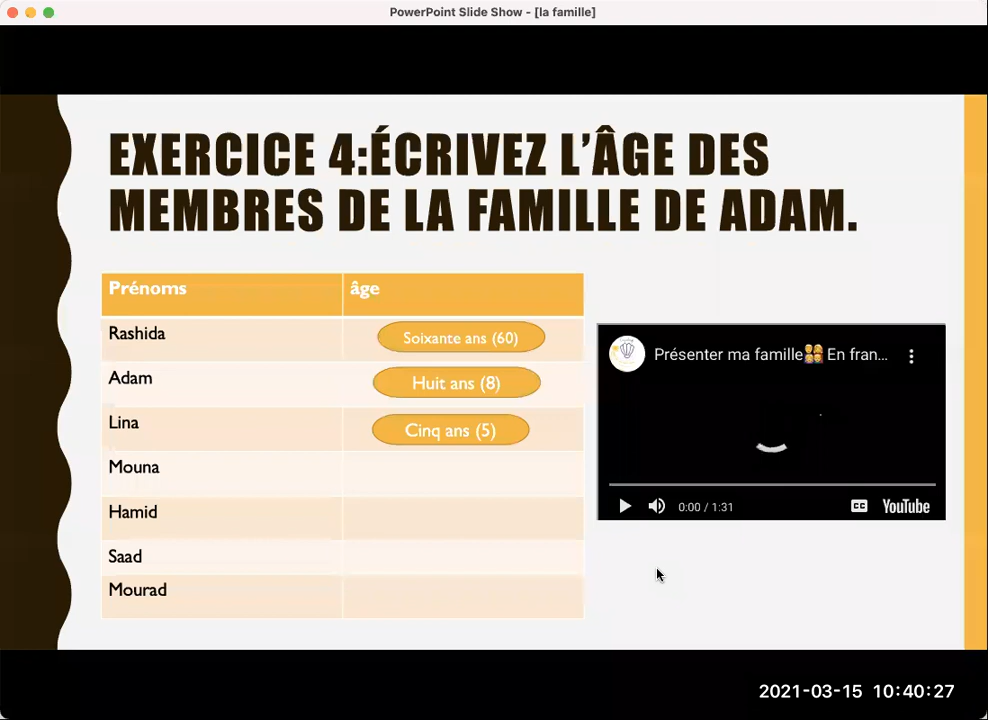 PowerPoint Slide Show - [la famille]
EXERCICE 4:ÉCRIVEZ L'ÂGE DES
MEMBRES DE LA FAMILLE DE ADAM.
Prénoms âge
Rashida Soixante ans (60)
Adam Huit ans (8)
Lina Cinq ans (5)
Mouna
Hamid
Saad
Mourad
Présenter ma famille👨‍👩‍👧‍👦 En fran...
0:00 / 1:31 CC YouTube
2021-03-15 10:40:27